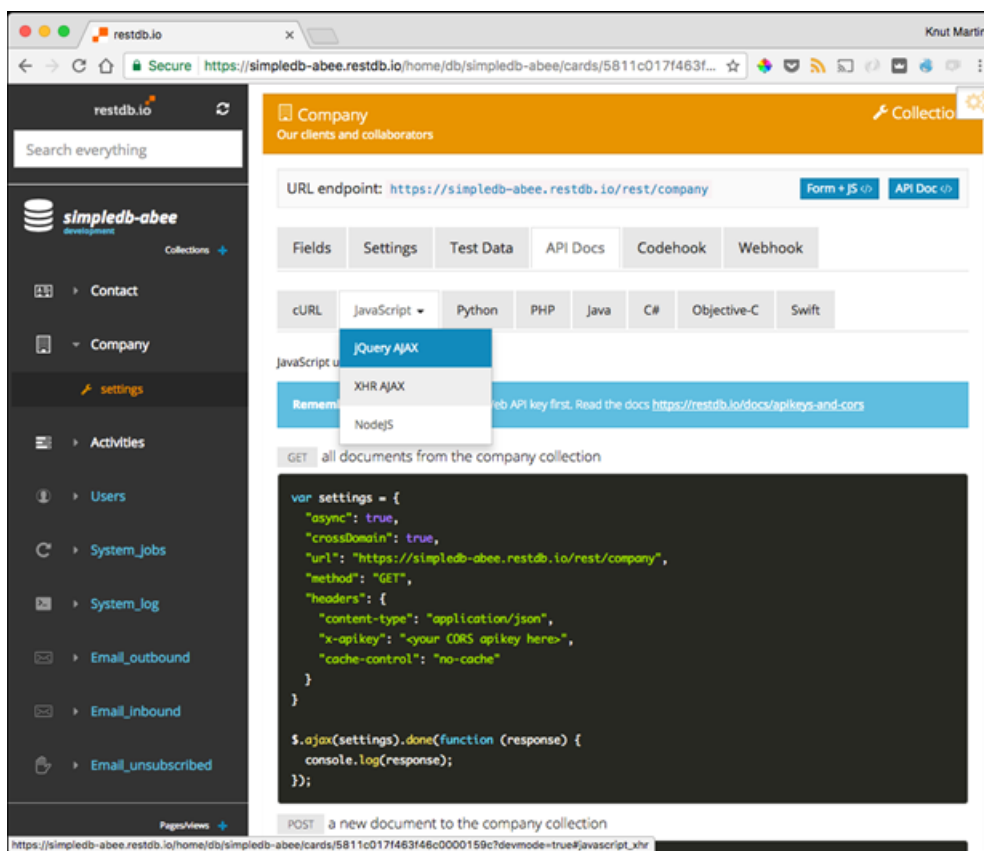 restdb.io
Knut Martin
Secure https://simpledb-abee.restdb.io/home/db/simpledb-abee/cards/5811c017f463f...
restdb.io
Search everything
simpledb-abee
development
Collections +
Contact
Company
settings
Activities
Users
System_jobs
System_log
Email_outbound
Email_inbound
Email_unsubscribed
Pages/views +
Company
Our clients and collaborators
Collectio
URL endpoint: https://simpledb-abee.restdb.io/rest/company
Form + JS </>
API Doc </>
Fields Settings Test Data API Docs Codehook Webhook
cURL JavaScript Python PHP Java C# Objective-C Swift
jQuery AJAX
XHR AJAX
NodeJS
JavaScript u
Rememb eb API key first. Read the docs https://restdb.io/docs/apikeys-and-cors
GET all documents from the company collection
var settings = {
"async": true,
"crossDomain": true,
"url": "https://simpledb-abee.restdb.io/rest/company",
"method": "GET",
"headers": {
"content-type": "application/json",
"x-apikey": "<your CORS apikey here>",
"cache-control": "no-cache"
}
}
$.ajax(settings).done(function (response) {
console.log(response);
});
POST a new document to the company collection
https://simpledb-abee.restdb.io/home/db/simpledb-abee/cards/5811c017f463f46c0000159c?devmode=true#javascript_xhr